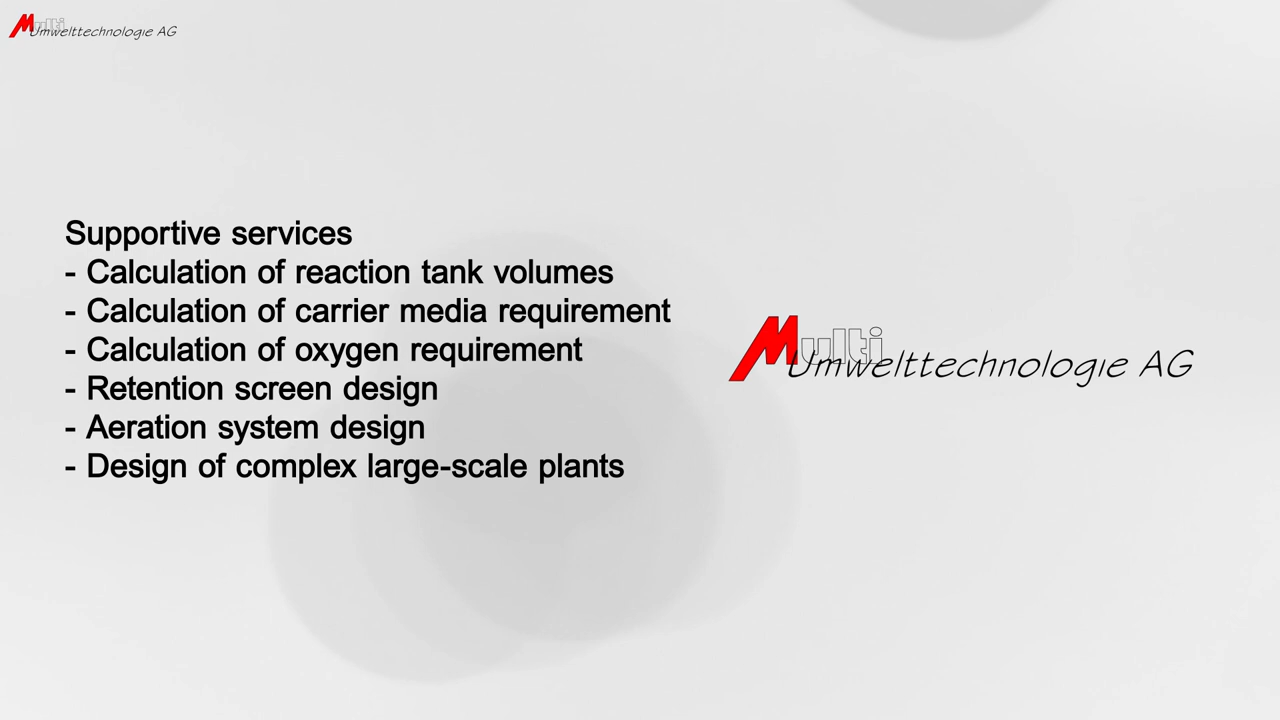 Multi
Umwelttechnologie AG
Supportive services
- Calculation of reaction tank volumes
- Calculation of carrier media requirement
- Calculation of oxygen requirement
- Retention screen design
- Aeration system design
- Design of complex large-scale plants
Multi
Umwelttechnologie AG